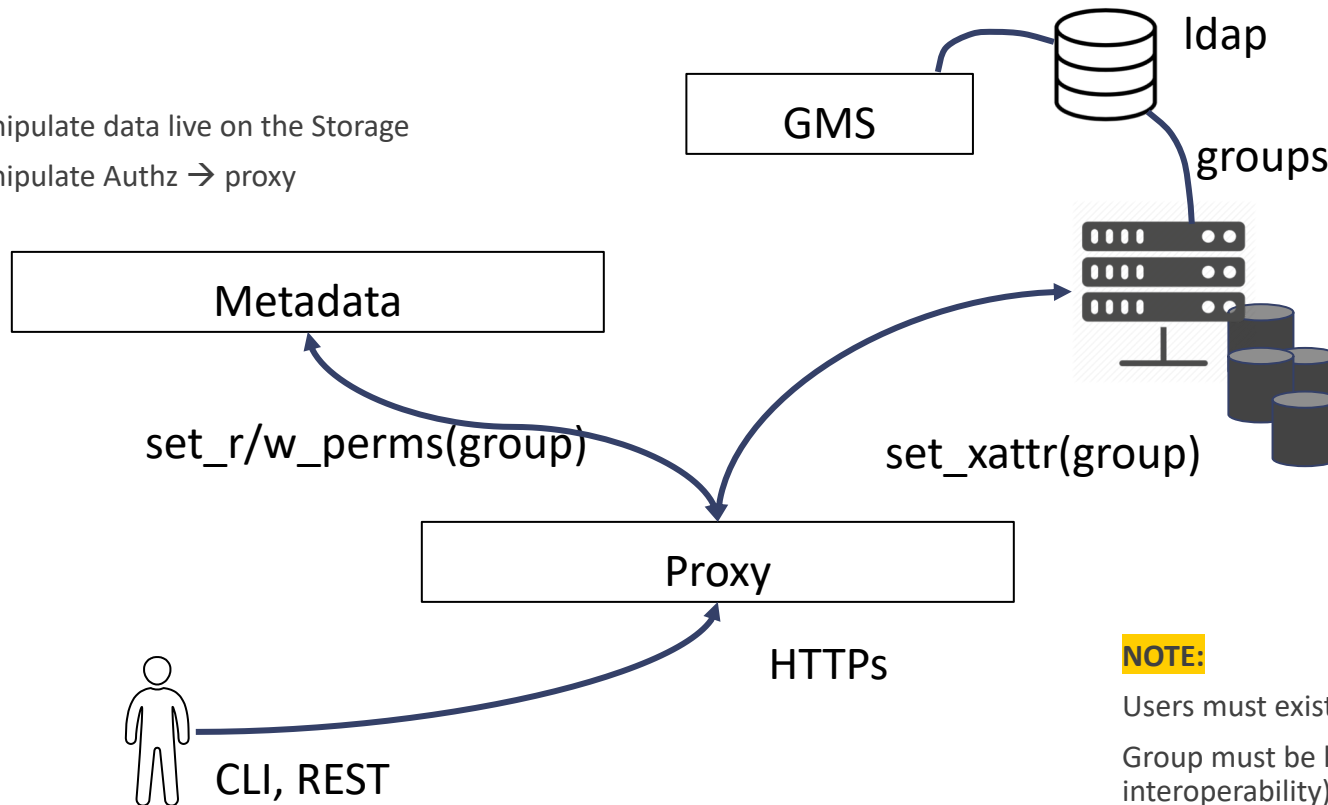 ldap
GMS
nipulate data live on the Storage
groups
nipulate Authz → proxy
Metadata
set_r/w_perms(group)
set_xattr(group)
Proxy
HTTPs
NOTE:
Users must exist
Group must be
interoperability)
CLI, REST